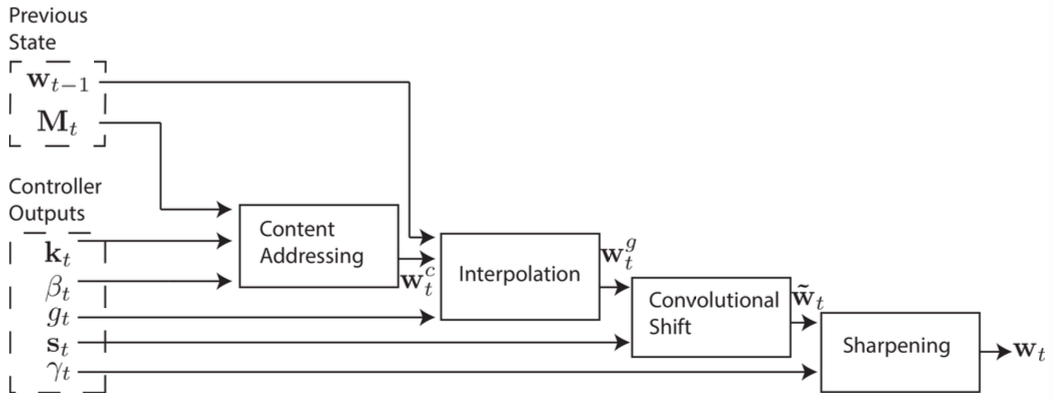 Previous
State
w_{t−1}
M_t
Controller
Outputs
k_t
β_t
g_t
s_t
γ_t
Content
Addressing
w_t^c
Interpolation
w_t^g
Convolutional
Shift
w̃_t
Sharpening
w_t